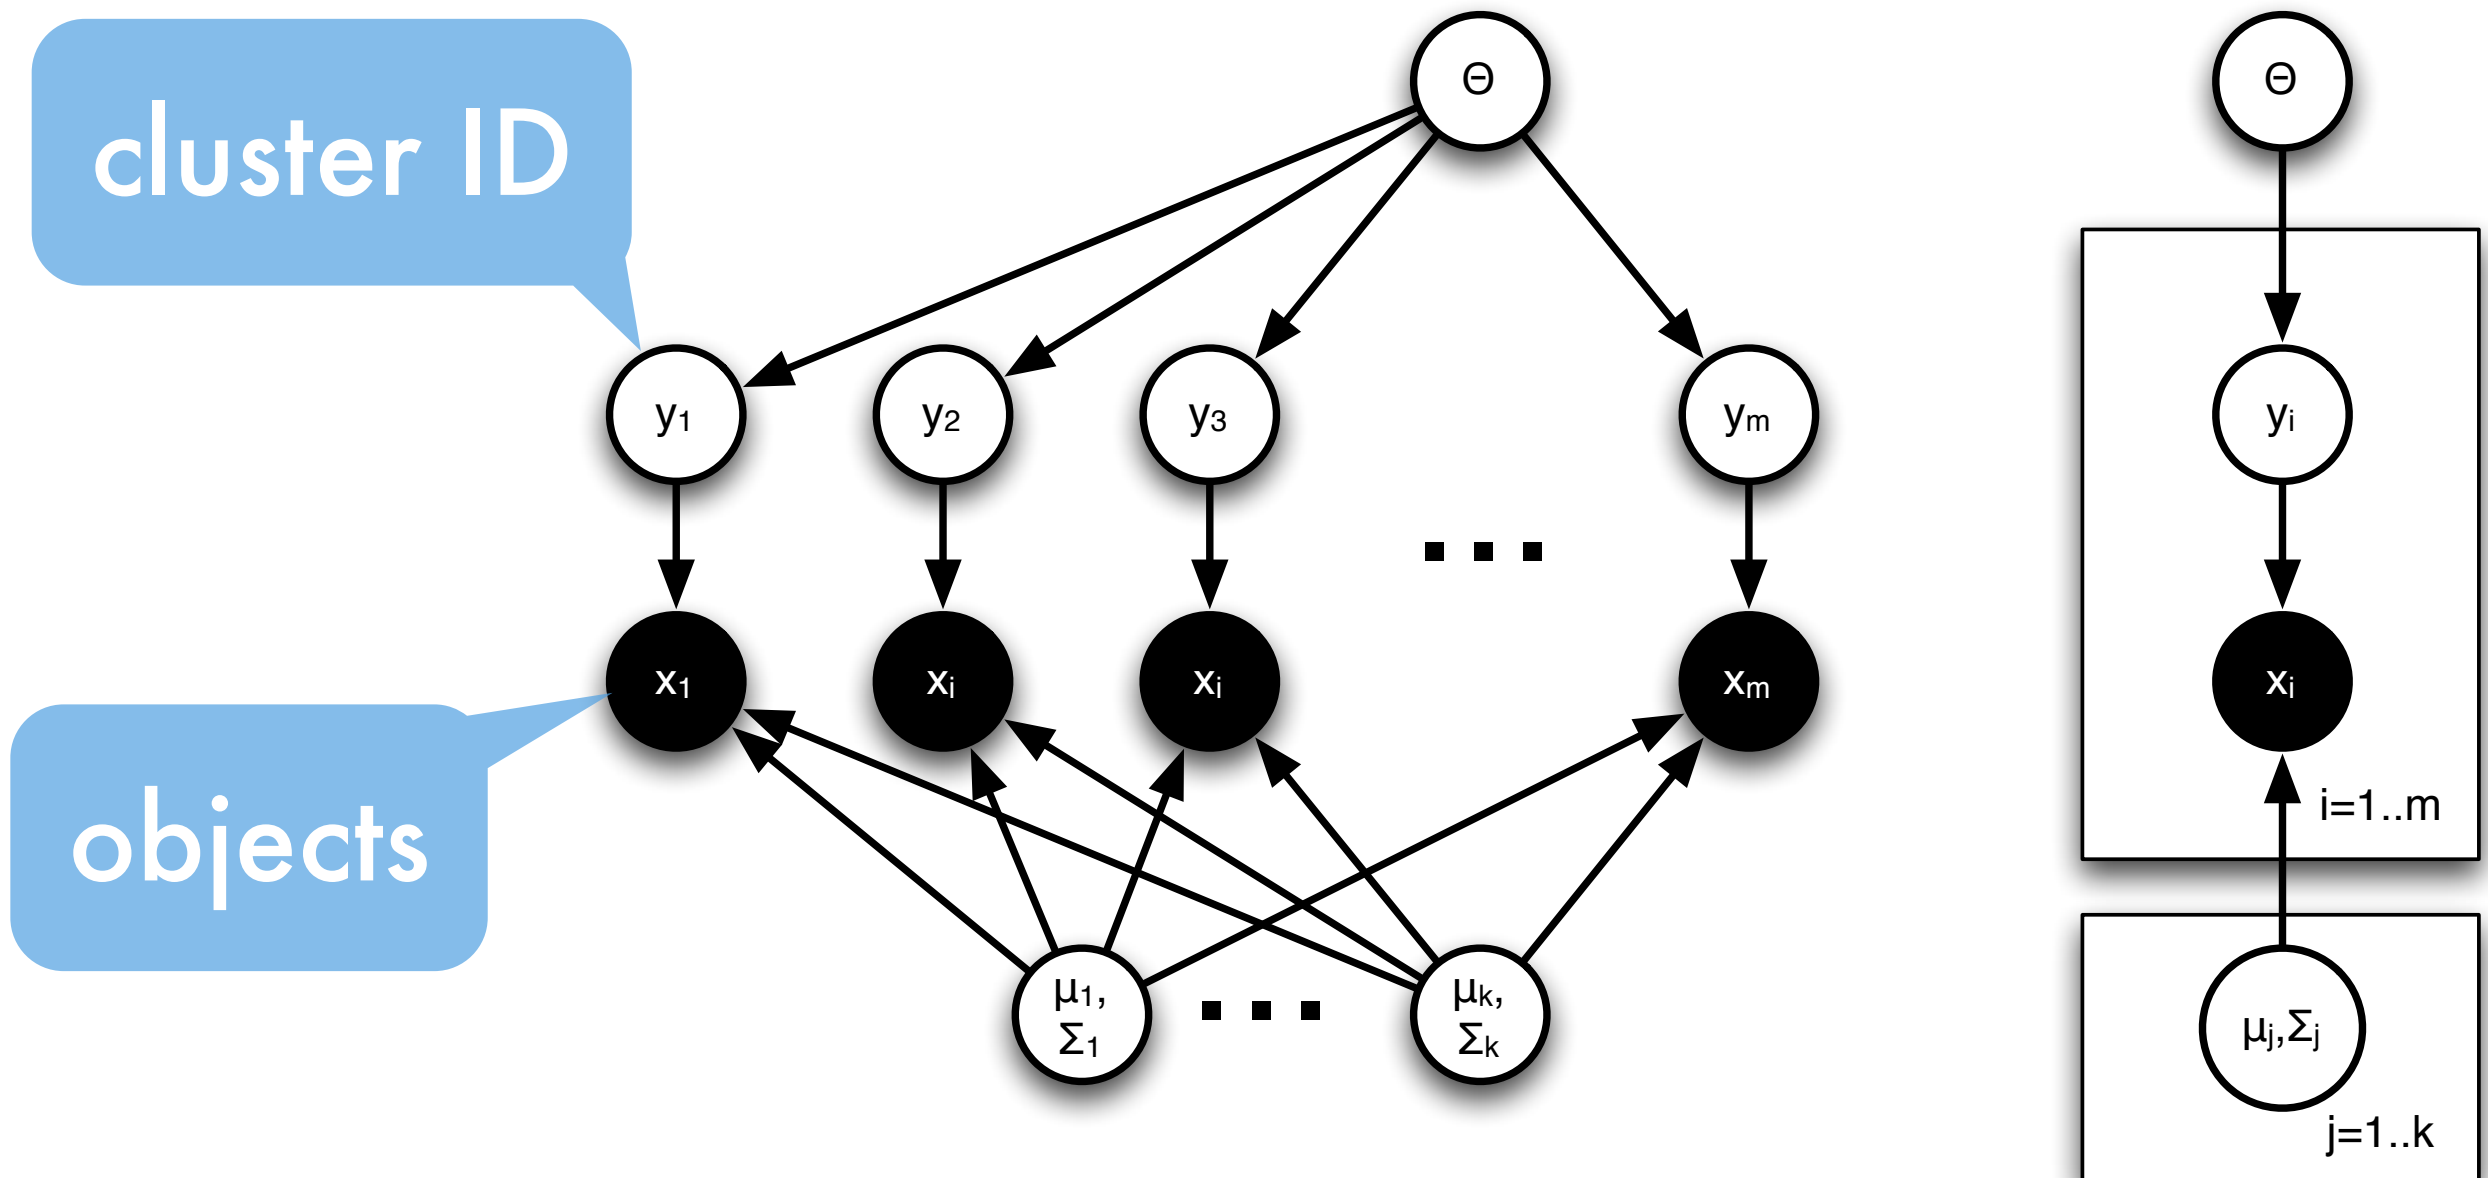 cluster ID
Θ
Θ
y1
y2
y3
ym
yi
x1
xi
xi
xm
xi
i=1..m
objects
μ1,
Σ1
μk,
Σk
μj,Σj
j=1..k